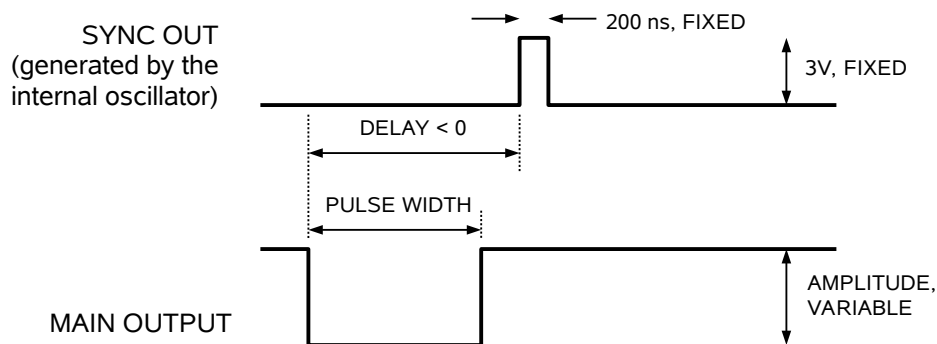 200 ns, FIXED
SYNC OUT
(generated by the
internal oscillator)
3V, FIXED
DELAY < 0
PULSE WIDTH
AMPLITUDE,
VARIABLE
MAIN OUTPUT